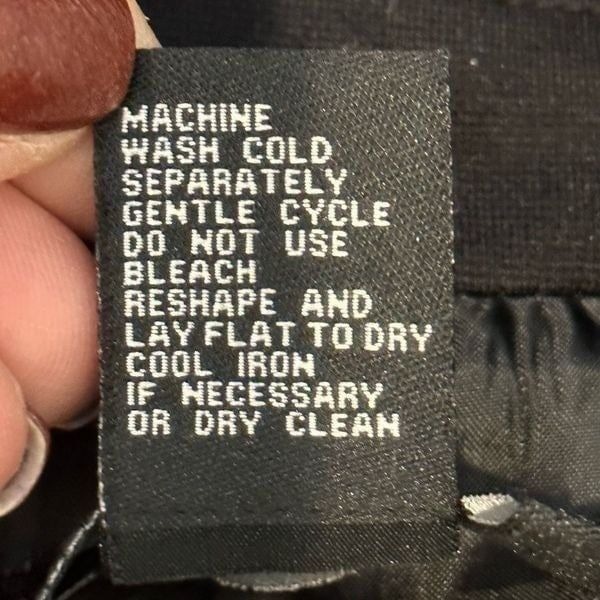 MACHINE
WASH COLD
SEPARATELY
GENTLE CYCLE
DO NOT USE
BLEACH
RESHAPE AND
LAY FLAT TO DRY
COOL IRON
IF NECESSARY
OR DRY CLEAN